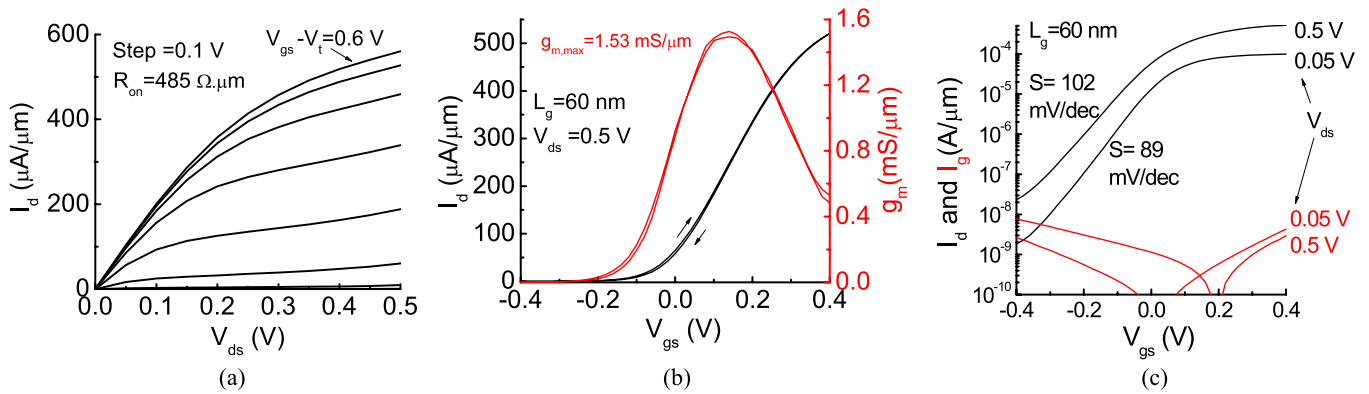 600
400
200
0
I_d (μA/μm)
Step =0.1 V
R_on=485 Ω.μm
V_gs -V_t=0.6 V
0.0 0.1 0.2 0.3 0.4 0.5
V_ds (V)
(a)
500
400
300
200
100
0
I_d (μA/μm)
g_m,max=1.53 mS/μm
L_g=60 nm
V_ds =0.5 V
1.6
1.2
0.8
0.4
0.0
g_m (mS/μm)
-0.4 -0.2 0.0 0.2 0.4
V_gs (V)
(b)
10^-4
10^-5
10^-6
10^-7
10^-8
10^-9
10^-10
I_d and I_g (A/μm)
L_g=60 nm
S= 102
mV/dec
S= 89
mV/dec
0.5 V
0.05 V
V_ds
0.05 V
0.5 V
-0.4 -0.2 0.0 0.2 0.4
V_gs (V)
(c)